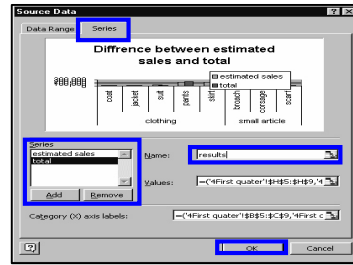 Source Data
Data Range Series
Diffrence between estimated
sales and total
estimated sales
total
coat jacket suit pants skirt broach corsage scarf
clothing small article
Series
estimated sales
total
Name: results
Values: =('4First quater'!$H$5:$H$9,'4
Add Remove
Category (X) axis labels: =('4First quater'!$B$5:$C$9,'4First c
OK Cancel